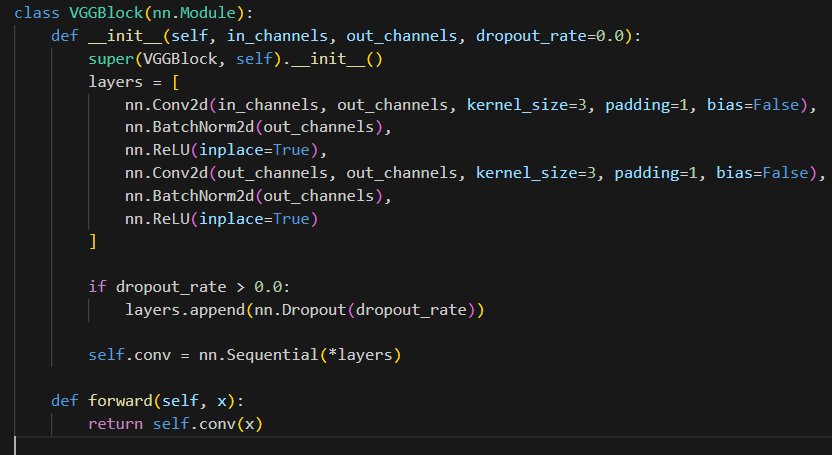 class VGGBlock(nn.Module):
    def __init__(self, in_channels, out_channels, dropout_rate=0.0):
        super(VGGBlock, self).__init__()
        layers = [
            nn.Conv2d(in_channels, out_channels, kernel_size=3, padding=1, bias=False),
            nn.BatchNorm2d(out_channels),
            nn.ReLU(inplace=True),
            nn.Conv2d(out_channels, out_channels, kernel_size=3, padding=1, bias=False),
            nn.BatchNorm2d(out_channels),
            nn.ReLU(inplace=True)
        ]

        if dropout_rate > 0.0:
            layers.append(nn.Dropout(dropout_rate))

        self.conv = nn.Sequential(*layers)

    def forward(self, x):
        return self.conv(x)